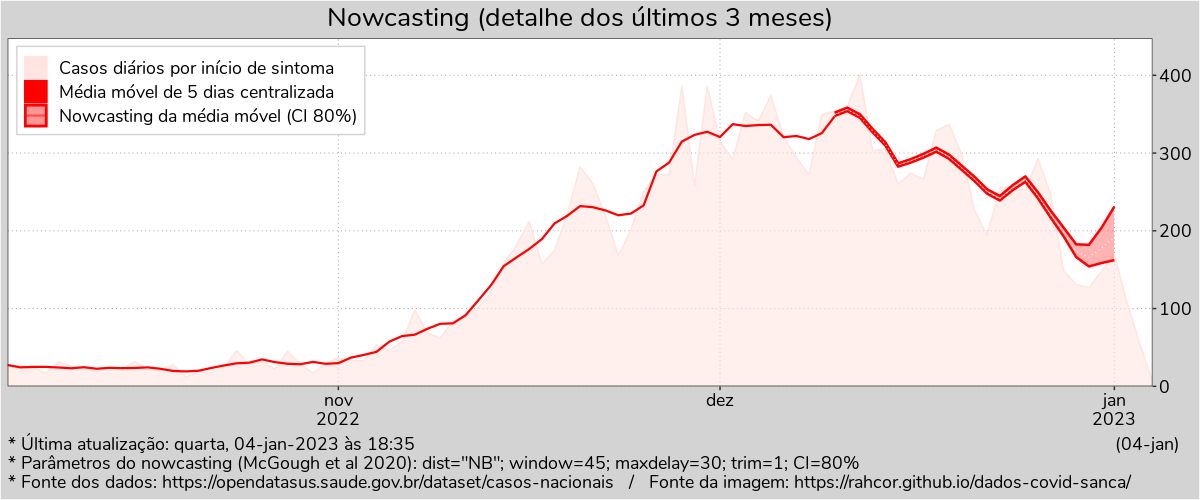 Nowcasting (detalhe dos últimos 3 meses)
Casos diários por início de sintoma
Média móvel de 5 dias centralizada
Nowcasting da média móvel (CI 80%)
400
300
200
100
0
nov
2022
dez
jan
2023
* Última atualização: quarta, 04-jan-2023 às 18:35
(04-jan)
* Parâmetros do nowcasting (McGough et al 2020): dist="NB"; window=45; maxdelay=30; trim=1; CI=80%
* Fonte dos dados: https://opendatasus.saude.gov.br/dataset/casos-nacionais / Fonte da imagem: https://rahcor.github.io/dados-covid-sanca/